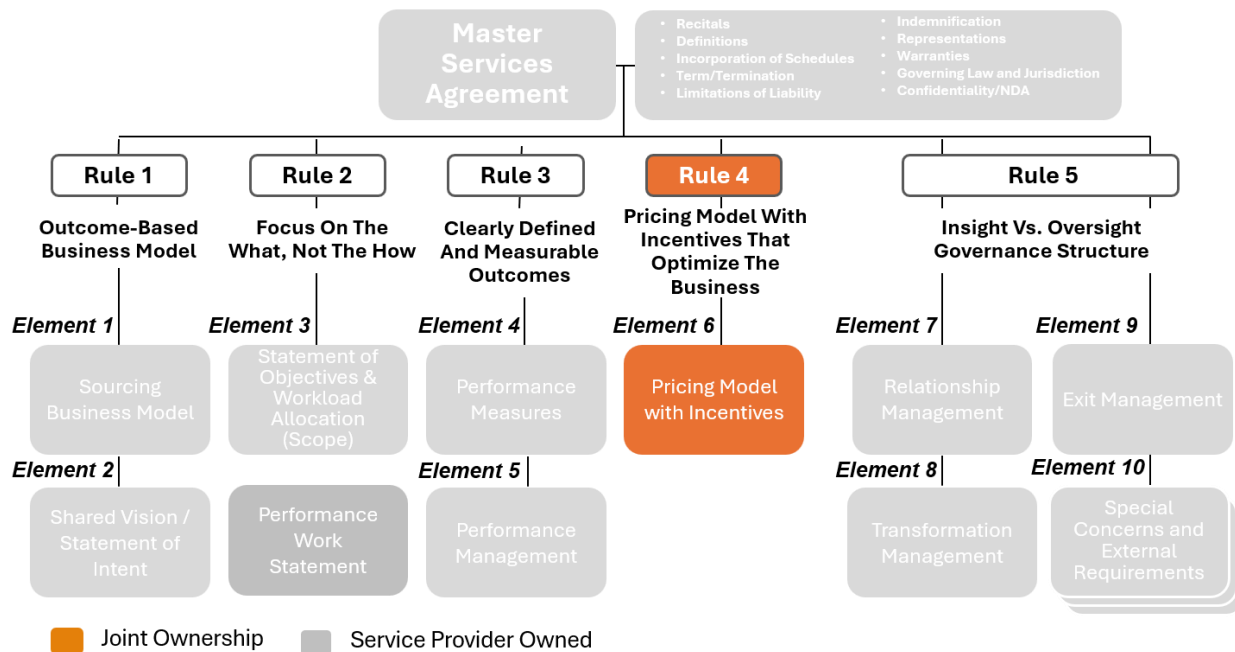 Master
Services
Agreement
• Recitals
• Definitions
• Incorporation of Schedules
• Term/Termination
• Limitations of Liability
• Indemnification
• Representations
• Warranties
• Governing Law and Jurisdiction
• Confidentiality/NDA
Rule 1
Rule 2
Rule 3
Rule 4
Rule 5
Outcome-Based
Business Model
Focus On The
What, Not The How
Clearly Defined
And Measurable
Outcomes
Pricing Model With
Incentives That
Optimize The
Business
Insight Vs. Oversight
Governance Structure
Element 1
Sourcing
Business Model
Element 2
Shared Vision /
Statement of
Intent
Element 3
Statement of
Objectives &
Workload
Allocation
(Scope)
Performance
Work
Statement
Element 4
Performance
Measures
Element 5
Performance
Management
Element 6
Pricing Model
with Incentives
Element 7
Relationship
Management
Element 8
Transformation
Management
Element 9
Exit Management
Element 10
Special
Concerns and
External
Requirements
Joint Ownership
Service Provider Owned